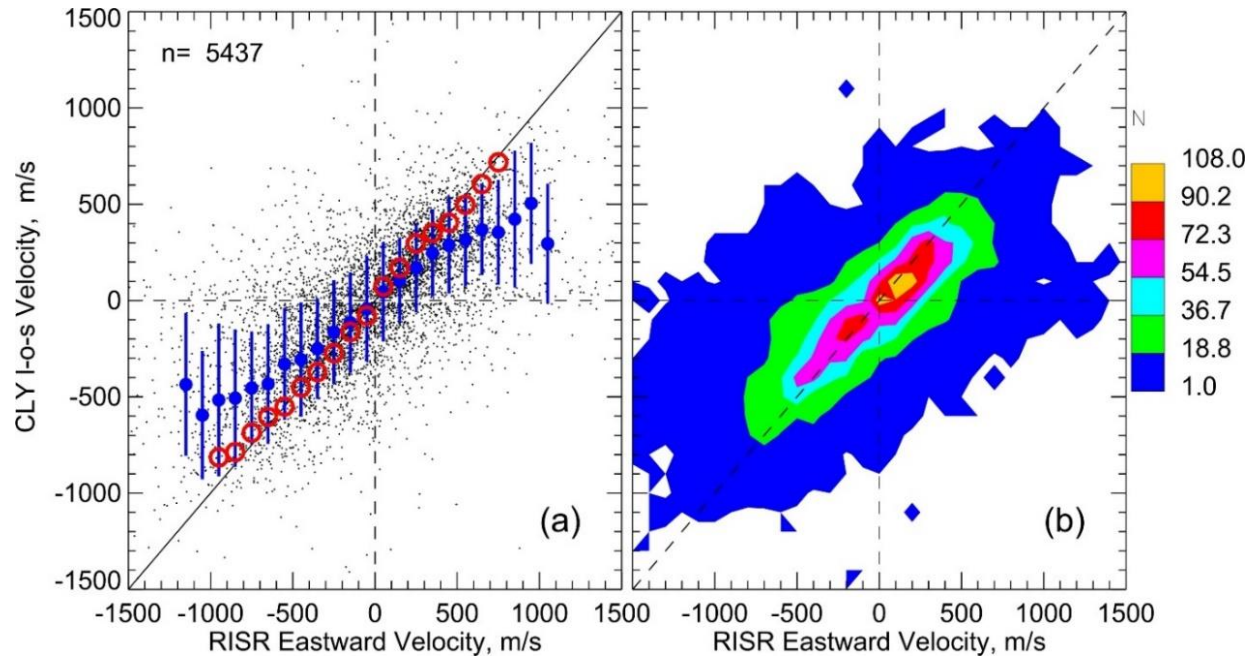 1500
1000
500
0
-500
-1000
-1500
CLY l-o-s Velocity, m/s
n= 5437
(a)
-1500 -1000 -500 0 500 1000 1500
RISR Eastward Velocity, m/s
(b)
-1500 -1000 -500 0 500 1000 1500
RISR Eastward Velocity, m/s
N
108.0
90.2
72.3
54.5
36.7
18.8
1.0